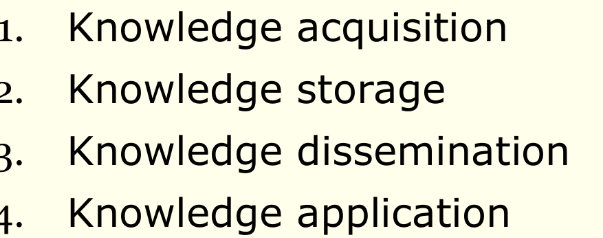 1. Knowledge acquisition
2. Knowledge storage
3. Knowledge dissemination
4. Knowledge application